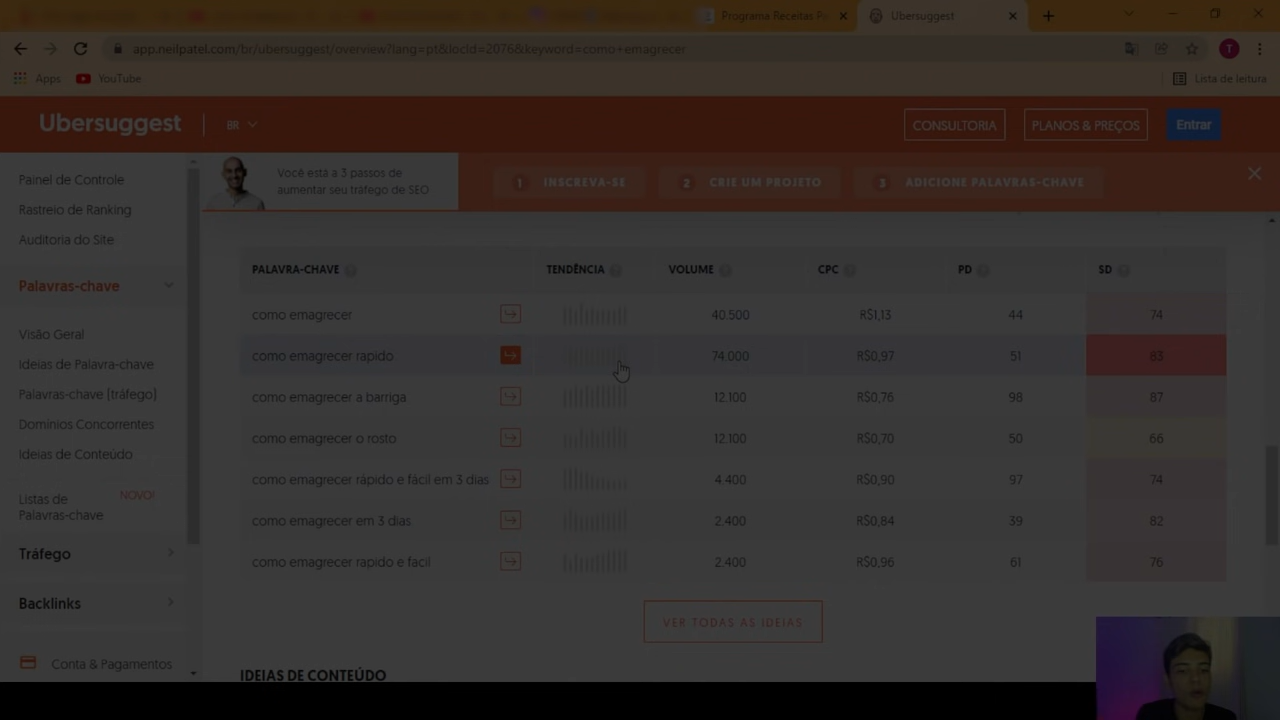 Programa Receitas Pa
Ubersuggest
app.neilpatel.com/br/ubersuggest/overview?lang=pt&locId=2076&keyword=como+emagrecer
T
Apps
YouTube
Lista de leitura
Ubersuggest
BR
CONSULTORIA
PLANOS & PREÇOS
Entrar
Você está a 3 passos de
aumentar seu tráfego de SEO
1 INSCREVA-SE
2 CRIE UM PROJETO
3 ADICIONE PALAVRAS-CHAVE
Painel de Controle
Rastreio de Ranking
Auditoria do Site
Palavras-chave
Visão Geral
Ideias de Palavra-chave
Palavras-chave (tráfego)
Domínios Concorrentes
Ideias de Conteúdo
Listas de
Palavras-chave
NOVO!
Tráfego
Backlinks
Conta & Pagamentos
PALAVRA-CHAVE ? TENDÊNCIA ? VOLUME ? CPC ? PD ? SD ?
como emagrecer 40.500 R$1,13 44 74
como emagrecer rapido 74.000 R$0,97 51 83
como emagrecer a barriga 12.100 R$0,76 98 87
como emagrecer o rosto 12.100 R$0,70 50 66
como emagrecer rápido e fácil em 3 dias 4.400 R$0,90 97 74
como emagrecer em 3 dias 2.400 R$0,84 39 82
como emagrecer rapido e facil 2.400 R$0,96 61 76
VER TODAS AS IDEIAS
IDEIAS DE CONTEÚDO